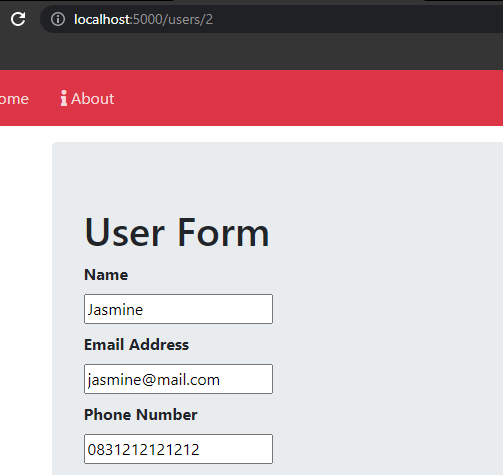 localhost:5000/users/2
ome About
User Form
Name
Jasmine
Email Address
jasmine@mail.com
Phone Number
0831212121212